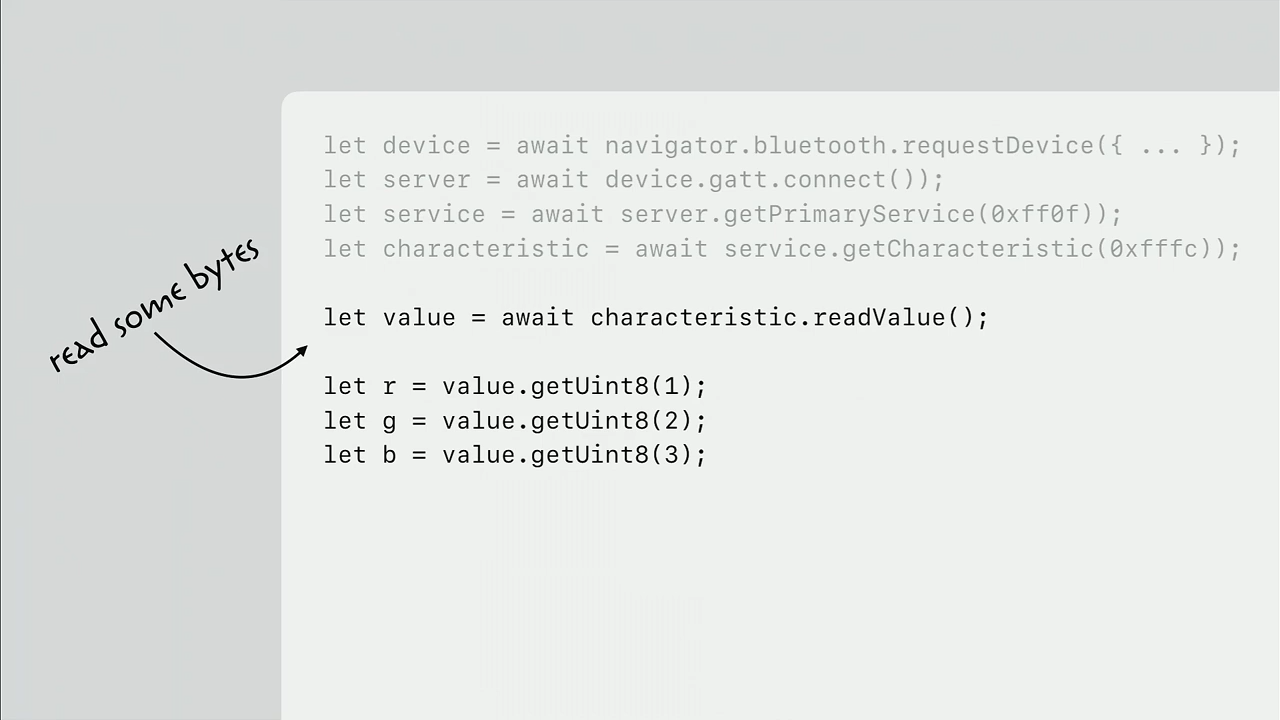 let device = await navigator.bluetooth.requestDevice({ ... });
let server = await device.gatt.connect());
let service = await server.getPrimaryService(0xff0f));
let characteristic = await service.getCharacteristic(0xfffc));
read some bytes
let value = await characteristic.readValue();
let r = value.getUint8(1);
let g = value.getUint8(2);
let b = value.getUint8(3);